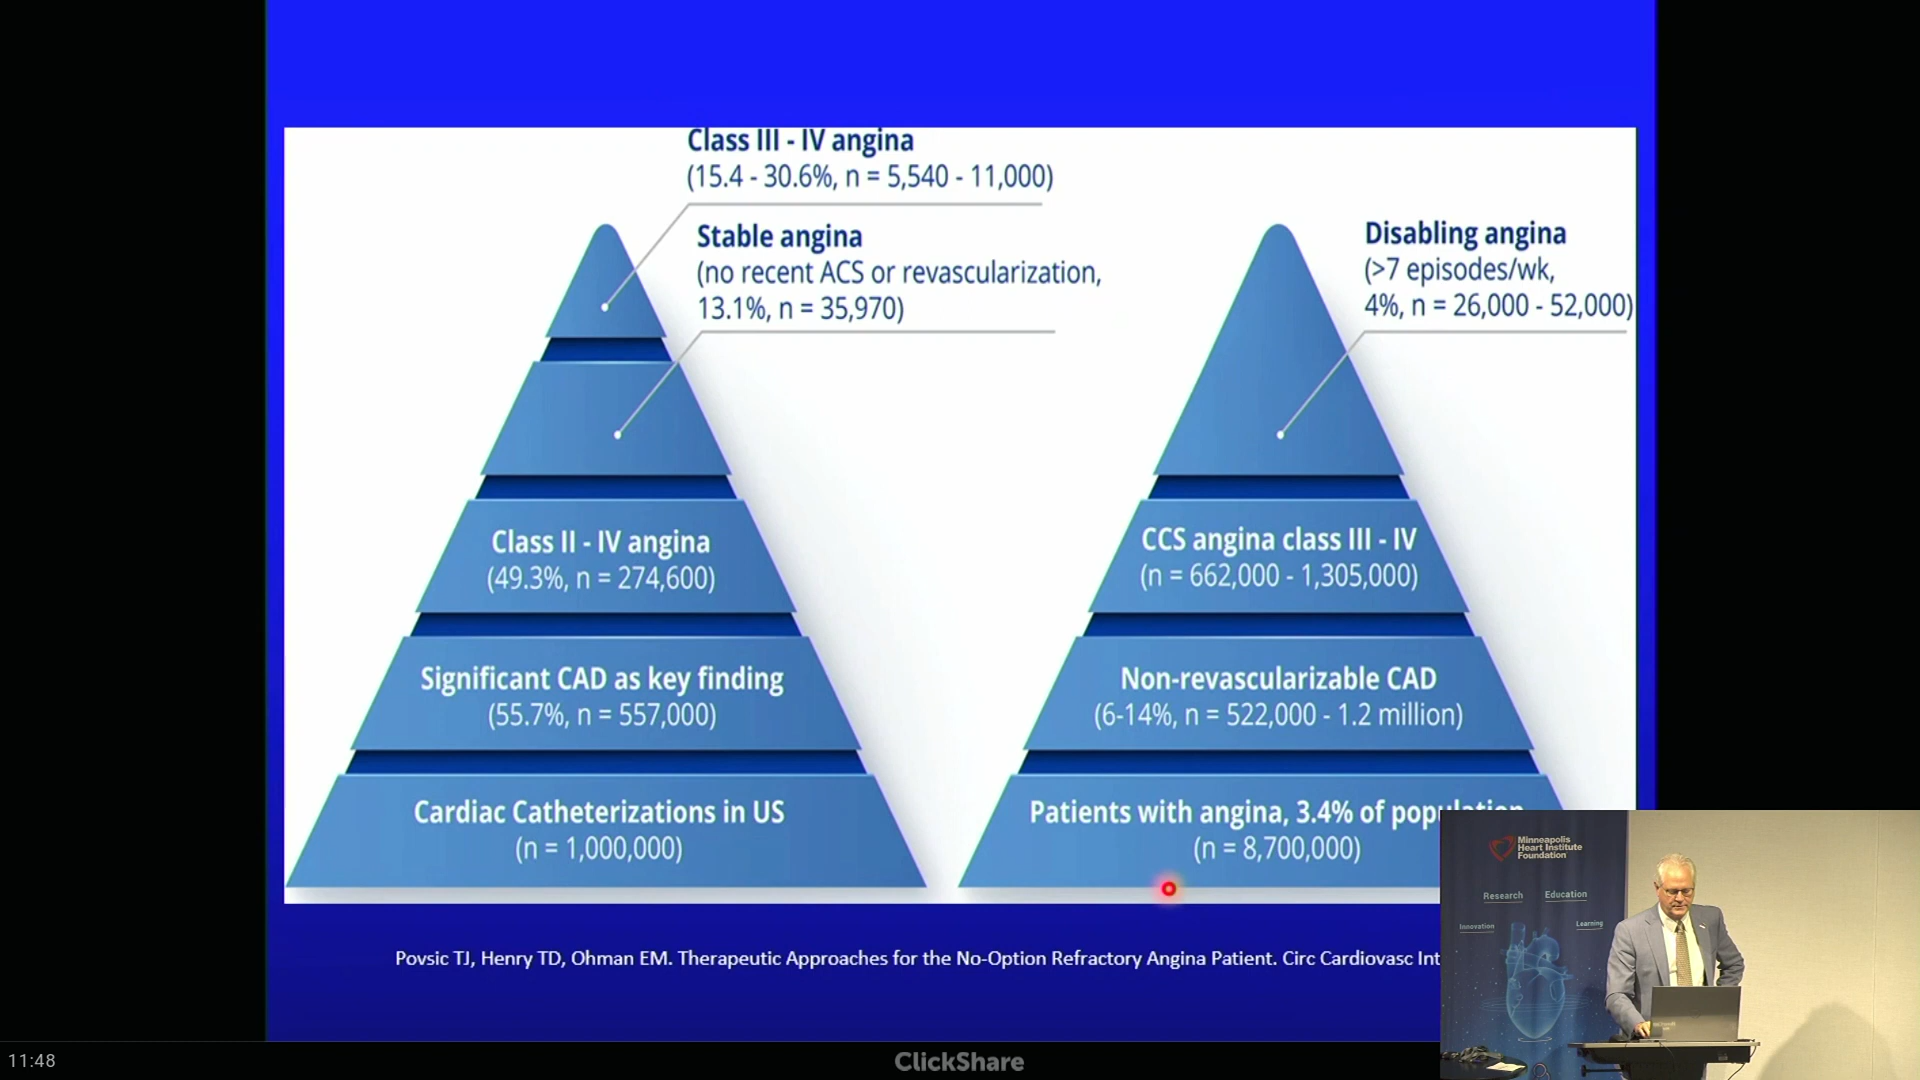 Class III - IV angina
(15.4 - 30.6%, n = 5,540 - 11,000)
Stable angina
(no recent ACS or revascularization,
13.1%, n = 35,970)
Class II - IV angina
(49.3%, n = 274,600)
Significant CAD as key finding
(55.7%, n = 557,000)
Cardiac Catheterizations in US
(n = 1,000,000)
Disabling angina
(>7 episodes/wk,
4%, n = 26,000 - 52,000)
CCS angina class III - IV
(n = 662,000 - 1,305,000)
Non-revascularizable CAD
(6-14%, n = 522,000 - 1.2 million)
Patients with angina, 3.4% of population
(n = 8,700,000)
Povsic TJ, Henry TD, Ohman EM. Therapeutic Approaches for the No-Option Refractory Angina Patient. Circ Cardiovasc Int
Minneapolis
Heart Institute
Foundation
Research Education
Innovation Learning
11:48
ClickShare